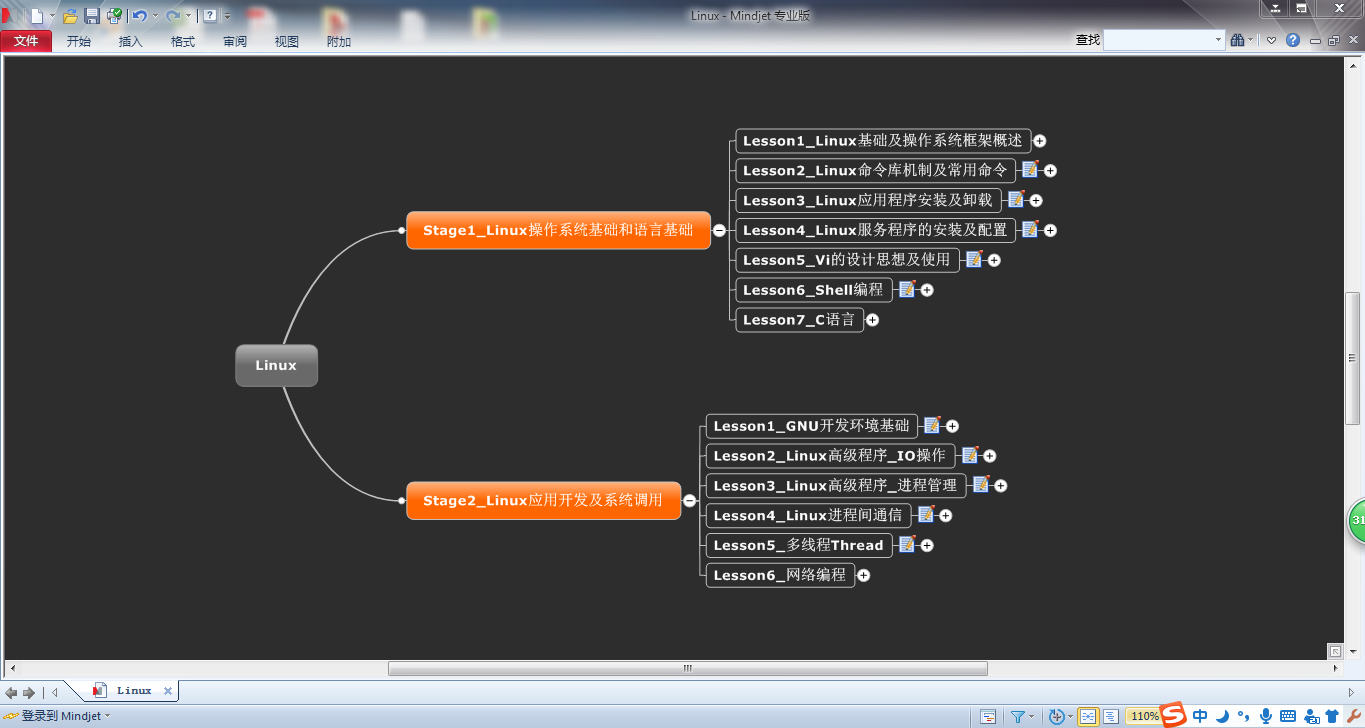 Linux - Mindjet 专业版
文件 开始 插入 格式 审阅 视图 附加 查找
Lesson1_Linux基础及操作系统框架概述
Lesson2_Linux命令库机制及常用命令
Lesson3_Linux应用程序安装及卸载
Stage1_Linux操作系统基础和语言基础
Lesson4_Linux服务程序的安装及配置
Lesson5_Vi的设计思想及使用
Lesson6_Shell编程
Lesson7_C语言
Linux
Lesson1_GNU开发环境基础
Lesson2_Linux高级程序_IO操作
Lesson3_Linux高级程序_进程管理
Stage2_Linux应用开发及系统调用
Lesson4_Linux进程间通信
Lesson5_多线程Thread
Lesson6_网络编程
31
Linux
登录到 Mindjet
110%
中